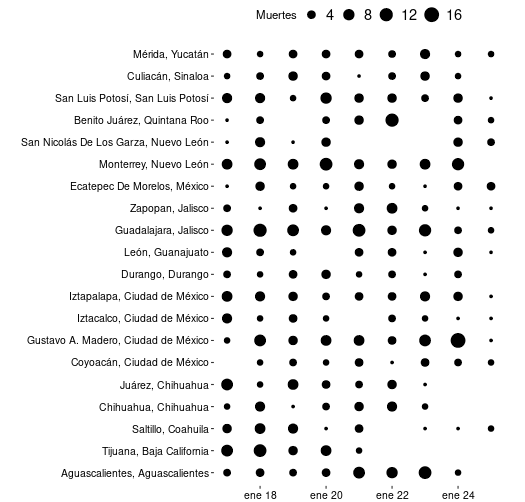 Muertes 4 8 12 16
Mérida, Yucatán
Culiacán, Sinaloa
San Luis Potosí, San Luis Potosí
Benito Juárez, Quintana Roo
San Nicolás De Los Garza, Nuevo León
Monterrey, Nuevo León
Ecatepec De Morelos, México
Zapopan, Jalisco
Guadalajara, Jalisco
León, Guanajuato
Durango, Durango
Iztapalapa, Ciudad de México
Iztacalco, Ciudad de México
Gustavo A. Madero, Ciudad de México
Coyoacán, Ciudad de México
Juárez, Chihuahua
Chihuahua, Chihuahua
Saltillo, Coahuila
Tijuana, Baja California
Aguascalientes, Aguascalientes
ene 18 ene 20 ene 22 ene 24